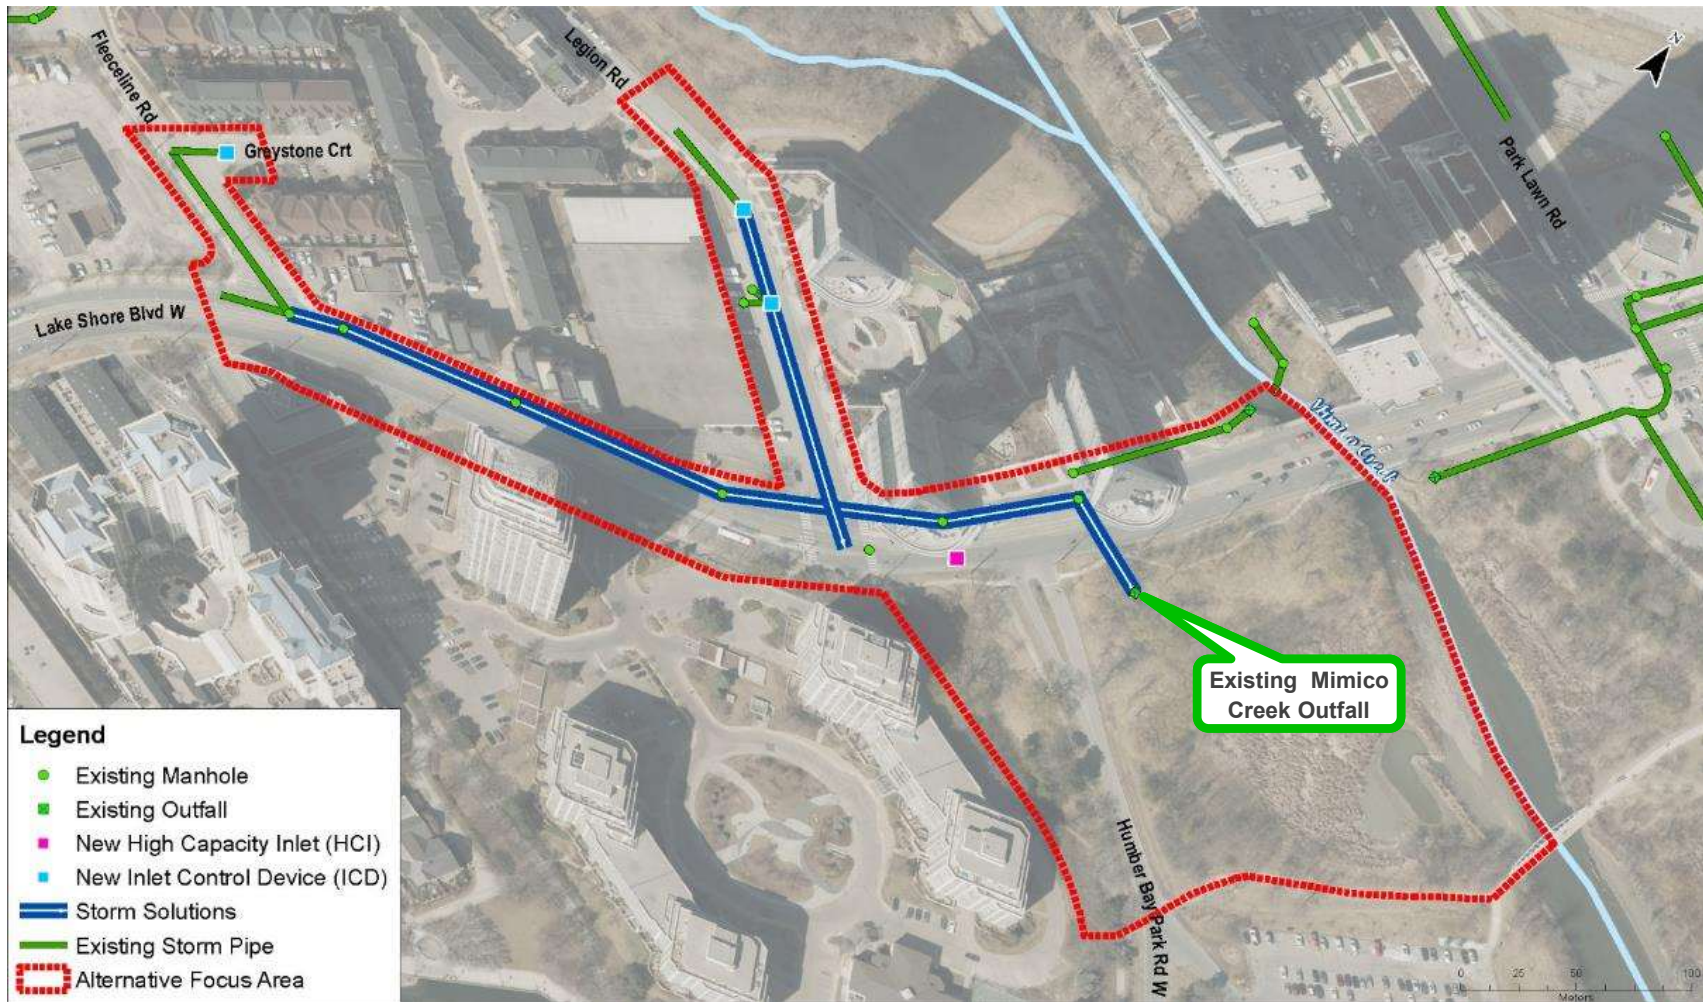 Fleeceline Rd
Legion Rd
N
Greystone Crt
Park Lawn Rd
Lake Shore Blvd W
Existing Mimico
Creek Outfall
Humber Bay Park Rd W
Legend
Existing Manhole
Existing Outfall
New High Capacity Inlet (HCI)
New Inlet Control Device (ICD)
Storm Solutions
Existing Storm Pipe
Alternative Focus Area
0 25 50 100
Meters